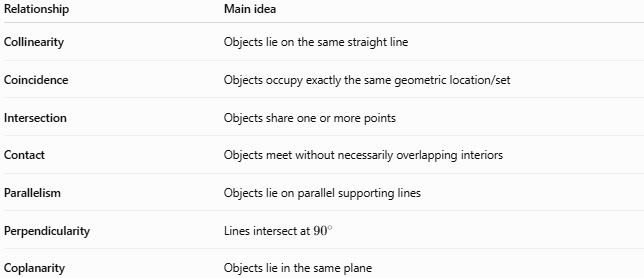 Relationship Main idea
Collinearity Objects lie on the same straight line
Coincidence Objects occupy exactly the same geometric location/set
Intersection Objects share one or more points
Contact Objects meet without necessarily overlapping interiors
Parallelism Objects lie on parallel supporting lines
Perpendicularity Lines intersect at 90°
Coplanarity Objects lie in the same plane